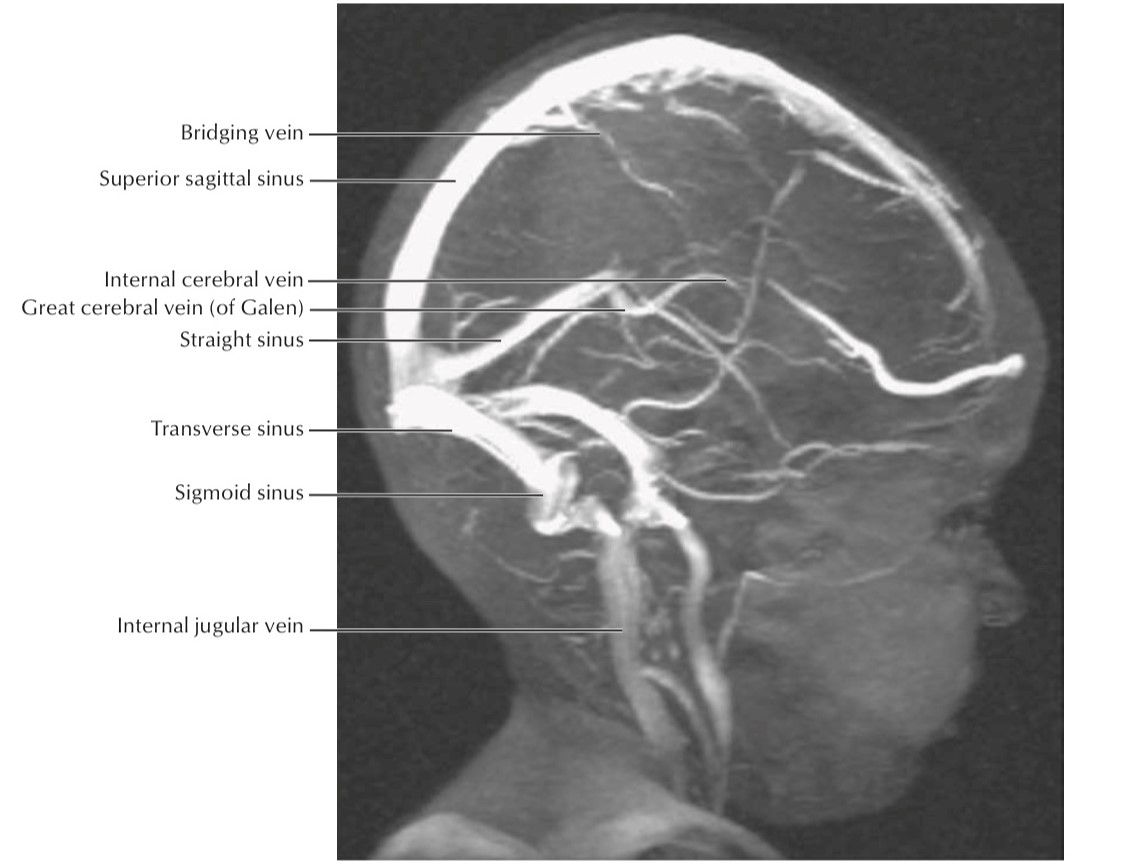 Bridging vein
Superior sagittal sinus
Internal cerebral vein
Great cerebral vein (of Galen)
Straight sinus
Transverse sinus
Sigmoid sinus
Internal jugular vein